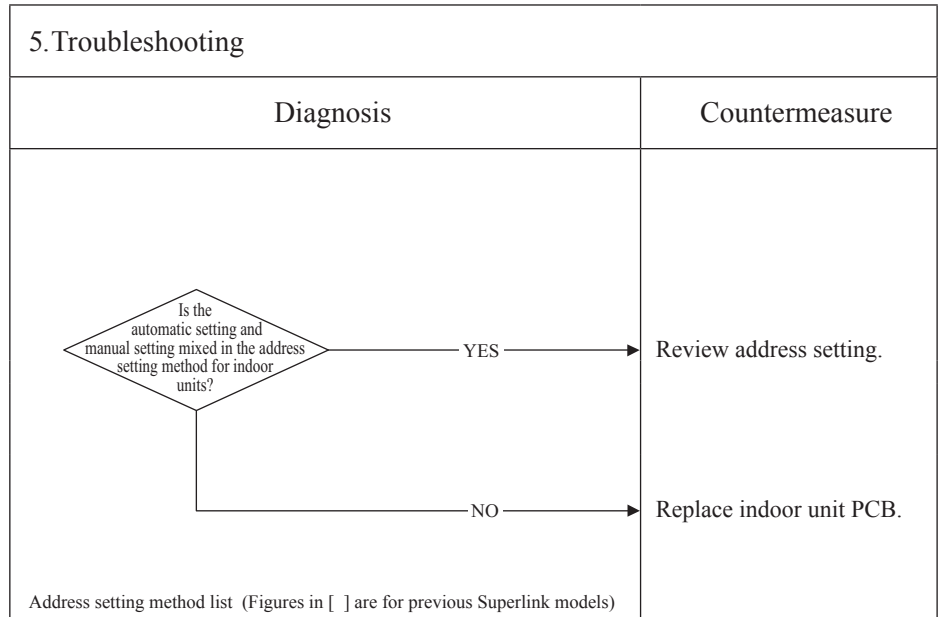 5.Troubleshooting
Diagnosis
Countermeasure
Is the
automatic setting and
manual setting mixed in the address
setting method for indoor
units?
YES
Review address setting.
NO
Replace indoor unit PCB.
Address setting method list (Figures in [ ] are for previous Superlink models)